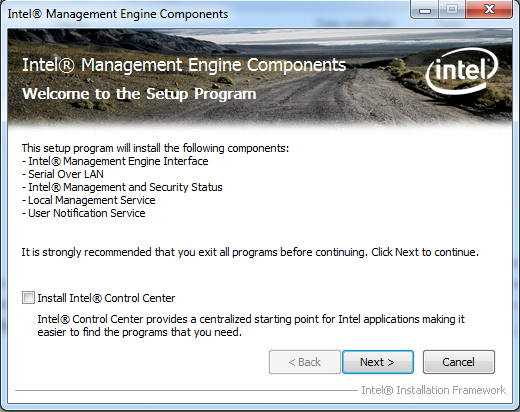 Intel® Management Engine Components
Intel® Management Engine Components
intel
Welcome to the Setup Program
This setup program will install the following components:
- Intel® Management Engine Interface
- Serial Over LAN
- Intel® Management and Security Status
- Local Management Service
- User Notification Service
It is strongly recommended that you exit all programs before continuing. Click Next to continue.
Install Intel® Control Center
Intel® Control Center provides a centralized starting point for Intel applications making it
easier to find the programs that you need.
< Back Next > Cancel
Intel® Installation Framework